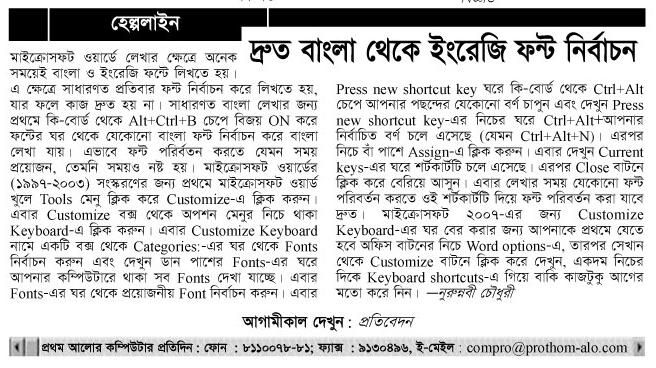 হেল্পলাইন
দ্রুত বাংলা থেকে ইংরেজি ফন্ট নির্বাচন
মাইক্রোসফট ওয়ার্ডে লেখার ক্ষেত্রে অনেক
সময়েই বাংলা ও ইংরেজি ফন্টে লিখতে হয়।
এ ক্ষেত্রে সাধারণত প্রতিবার ফন্ট নির্বাচন করে লিখতে হয়,
যার ফলে কাজ দ্রুত হয় না। সাধারণত বাংলা লেখার জন্য
প্রথমে কি-বোর্ড থেকে Alt+Ctrl+B চেপে বিজয় ON করে
ফন্টের ঘর থেকে যেকোনো বাংলা ফন্ট নির্বাচন করে বাংলা
লেখা যায়। এভাবে ফন্ট পরিবর্তন করতে যেমন সময়
প্রয়োজন, তেমনি সময়ও নষ্ট হয়। মাইক্রোসফট ওয়ার্ডের
(১৯৯৭-২০০৩) সংস্করণের জন্য প্রথমে মাইক্রোসফট ওয়ার্ড
খুলে Tools মেনু ক্লিক করে Customize-এ ক্লিক করুন।
এবার Customize বক্স থেকে অপশন মেনুর নিচে থাকা
Keyboard-এ ক্লিক করুন। এবার Customize Keyboard
নামে একটি বক্স থেকে Categories:-এর ঘর থেকে Fonts
নির্বাচন করুন এবং দেখুন ডান পাশের Fonts-এর ঘরে
আপনার কম্পিউটারে থাকা সব Fonts দেখা যাচ্ছে। এবার
Fonts-এর ঘর থেকে প্রয়োজনীয় Font নির্বাচন করুন। এবার
Press new shortcut key ঘরে কি-বোর্ড থেকে Ctrl+Alt
চেপে আপনার পছন্দের যেকোনো বর্ণ চাপুন এবং দেখুন Press
new shortcut key-এর নিচের ঘরে Ctrl+Alt+আপনার
নির্বাচিত বর্ণ চলে এসেছে (যেমন Ctrl+Alt+N)। এরপর
নিচে বাঁ পাশে Assign-এ ক্লিক করুন। এবার দেখুন Current
keys-এর ঘরে শর্টকাটটি চলে এসেছে। এরপর Close বাটনে
ক্লিক করে বেরিয়ে আসুন। এবার লেখার সময় যেকোনো ফন্ট
পরিবর্তন করতে ওই শর্টকাটটি দিয়ে ফন্ট পরিবর্তন করা যাবে
দ্রুত। মাইক্রোসফট ২০০৭-এর জন্য Customize
Keyboard-এর ঘর বের করার জন্য আপনাকে প্রথমে যেতে
হবে অফিস বাটনের নিচে Word options-এ, তারপর সেখান
থেকে Customize বাটনে ক্লিক করে দেখুন, একদম নিচের
দিকে Keyboard shortcuts-এ গিয়ে বাকি কাজটুকু আগের
মতো করে নিন। —নুরুন্নবী চৌধুরী
আগামীকাল দেখুন : প্রতিবেদন
প্রথম আলোর কম্পিউটার প্রতিদিন : ফোন : ৮১১০০৭৮-৮১; ফ্যাক্স : ৯১৩০৪৯৬, ই-মেইল : compro@prothom-alo.com